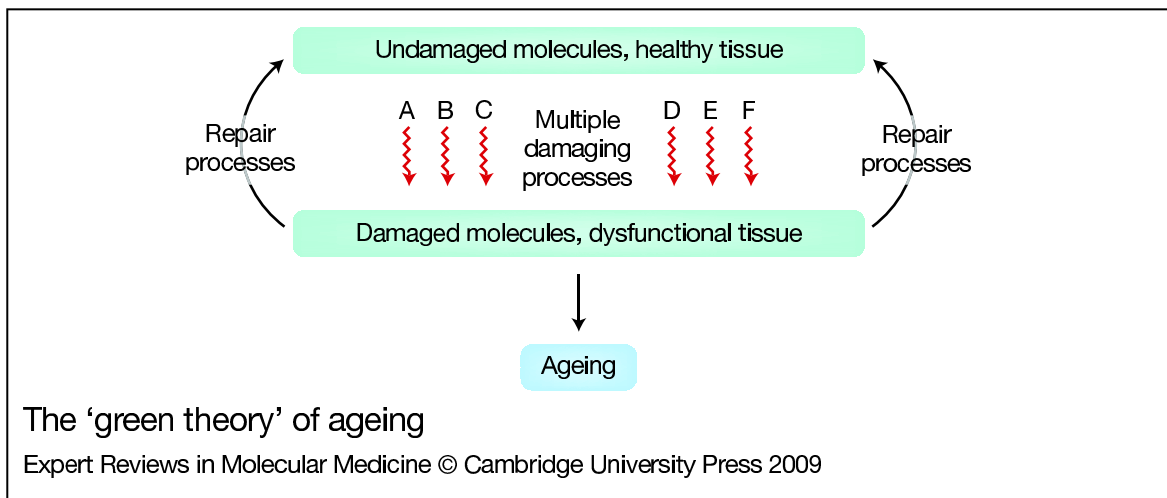 Undamaged molecules, healthy tissue
A B C
D E F
Multiple
damaging
processes
Repair
processes
Repair
processes
Damaged molecules, dysfunctional tissue
Ageing
The ‘green theory’ of ageing
Expert Reviews in Molecular Medicine © Cambridge University Press 2009